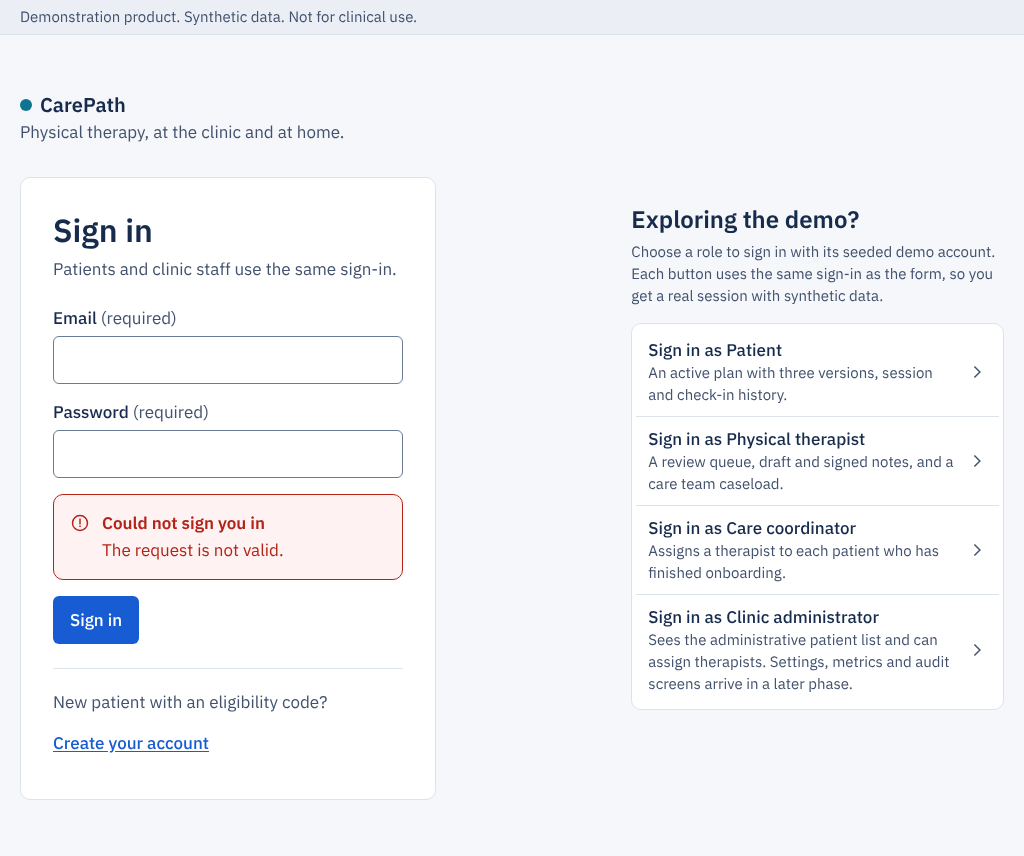 Demonstration product. Synthetic data. Not for clinical use.
CarePath
Physical therapy, at the clinic and at home.
Sign in
Patients and clinic staff use the same sign-in.
Email (required)
Password (required)
Could not sign you in
The request is not valid.
Sign in
New patient with an eligibility code?
Create your account
Exploring the demo?
Choose a role to sign in with its seeded demo account.
Each button uses the same sign-in as the form, so you
get a real session with synthetic data.
Sign in as Patient
An active plan with three versions, session
and check-in history.
Sign in as Physical therapist
A review queue, draft and signed notes, and a
care team caseload.
Sign in as Care coordinator
Assigns a therapist to each patient who has
finished onboarding.
Sign in as Clinic administrator
Sees the administrative patient list and can
assign therapists. Settings, metrics and audit
screens arrive in a later phase.